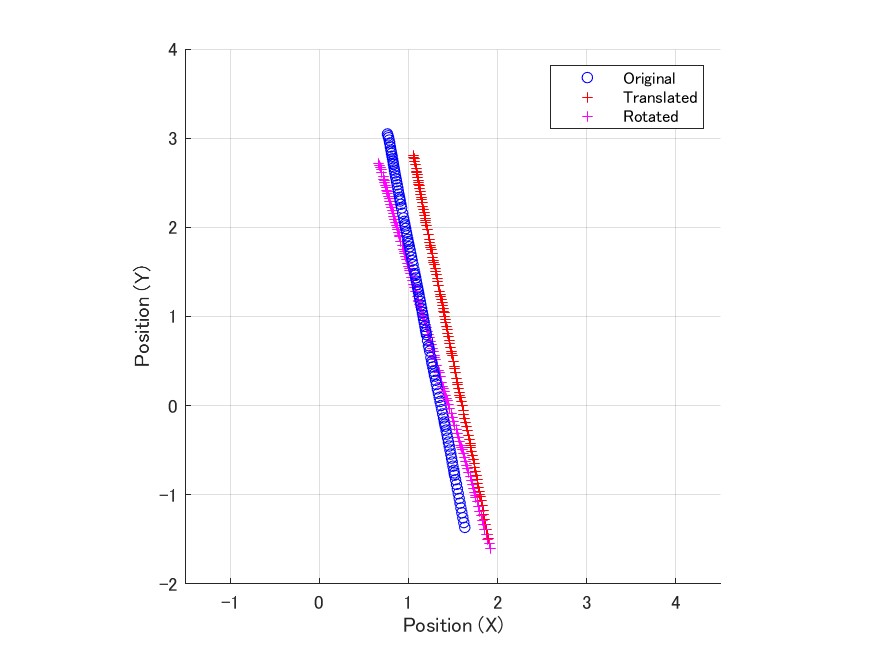 4
3
2
1
0
-1
-2
Position (Y)
-1 0 1 2 3 4
Position (X)
Original
Translated
Rotated